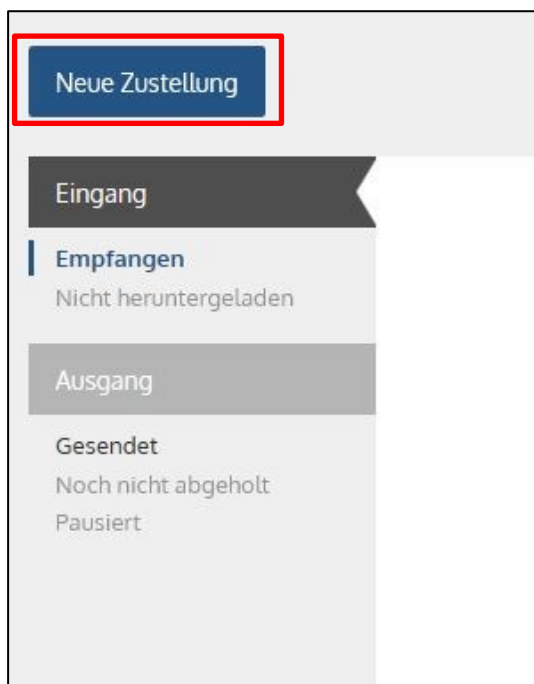 Neue Zustellung
Eingang
Empfangen
Nicht heruntergeladen
Ausgang
Gesendet
Noch nicht abgeholt
Pausiert